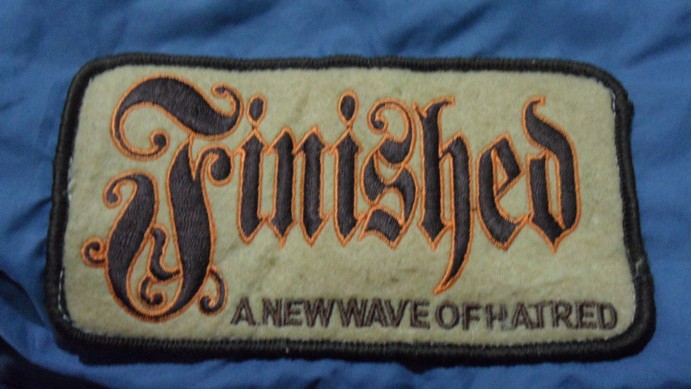 Finished
A NEW WAVE OF HATRED